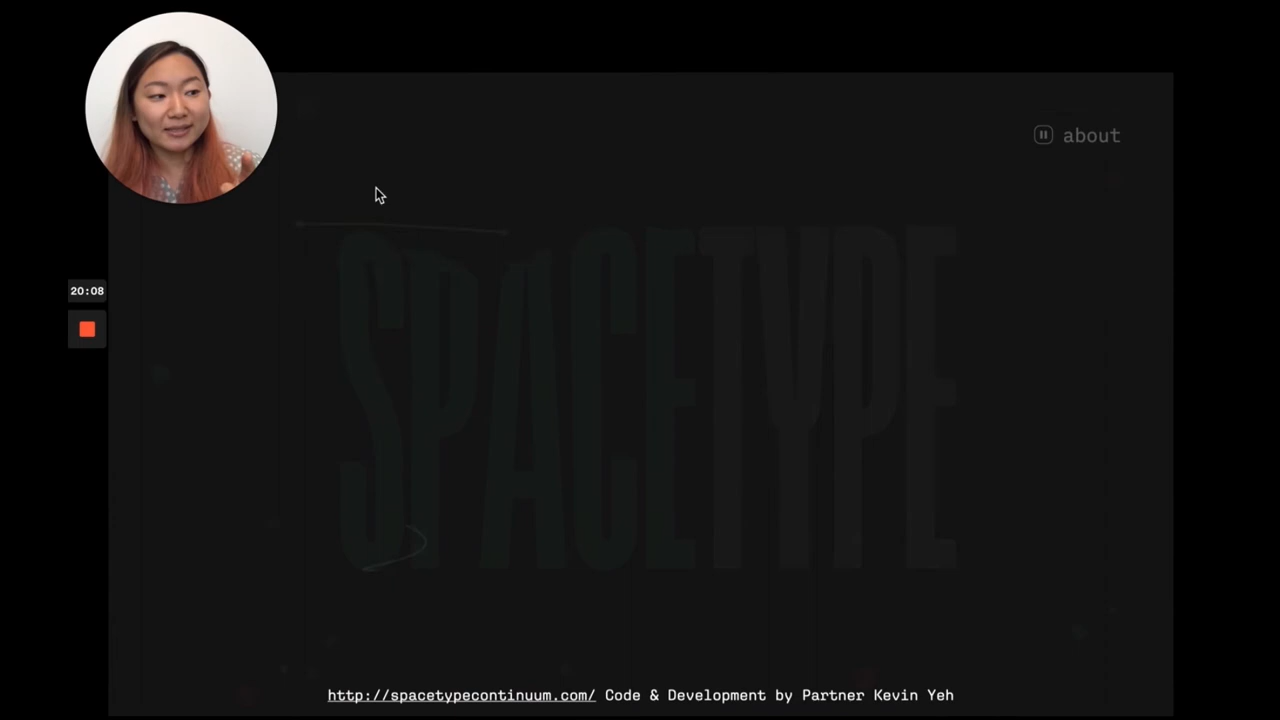 about
20:08
SPACETYPE
http://spacetypecontinuum.com/ Code & Development by Partner Kevin Yeh